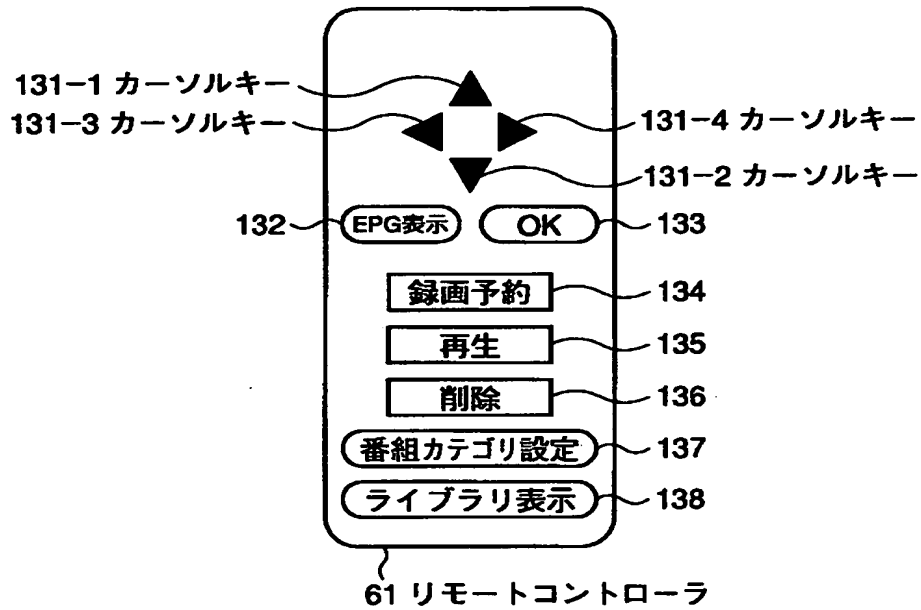 131-1 カーソルキー
131-3 カーソルキー
131-4 カーソルキー
131-2 カーソルキー
132 EPG表示 OK 133
録画予約 134
再生 135
削除 136
番組カテゴリ設定 137
ライブラリ表示 138
61 リモートコントローラ